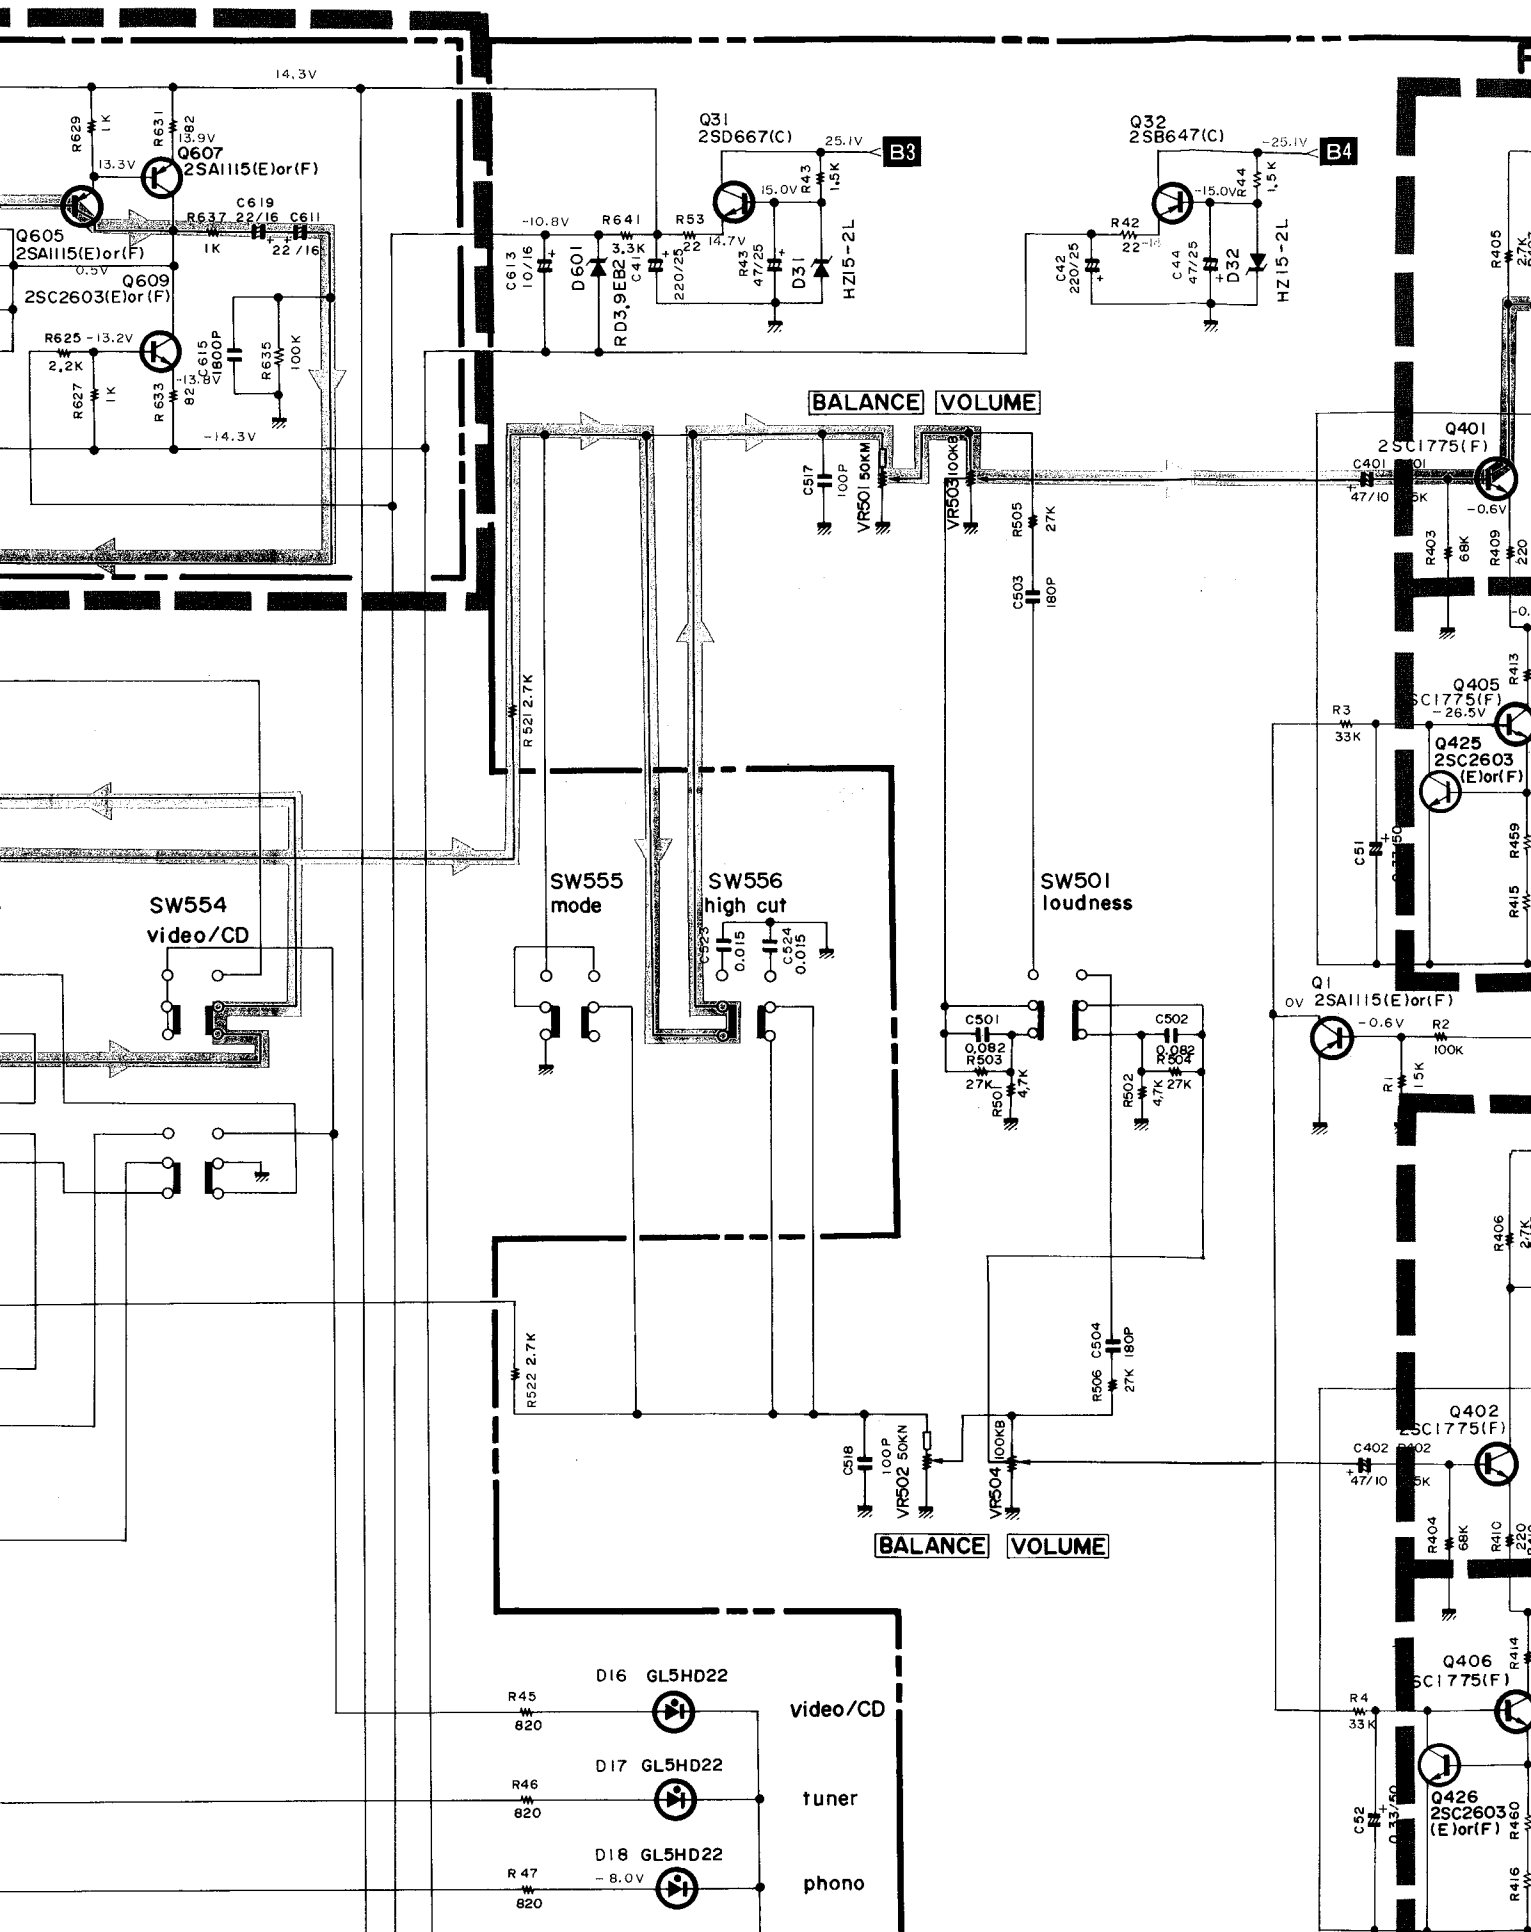 14.3V
R629
1K
R631
82
13.9V
Q607
2SA1115(E)or(F)
13.3V
C619
R637 22/16 C611
1K
22/16
Q605
2SA1115(E)or(F)
0.5V
Q609
2SC2603(E)or(F)
R625 -13.2V
2.2K
R627
1K
R633
82
-13.8V
C615
1800P
R635
100K
-14.3V
Q31
2SD667(C)
25.1V
B3
R43
1.5K
15.0V
-10.8V
R641
3.3K
R53
22
14.7V
C613
10/16
D601
RD3.9EB2
C41
220/25
R43
47/25
D31
HZ15-2L
Q32
2SB647(C)
-25.1V
B4
R44
1.5K
-15.0V
R42
22
C42
220/25
C44
47/25
D32
HZ15-2L
BALANCE
VOLUME
C517
100P
VR501 50KM
VR503 100KB
R505
27K
C503
180P
R405
2.7K
Q401
2SC1775(F)
C401
47/10
-0.6V
R403
68K
R409
220
R413
Q405
SC1775(F)
-26.5V
R3
33K
Q425
2SC2603
(E)or(F)
C51
R459
R415
R521 2.7K
SW554
video/CD
SW555
mode
SW556
high cut
C523
0.015
C524
0.015
SW501
loudness
C501
0.082
R503
27K
R501
4.7K
C502
0.082
R504
27K
R502
4.7K
Q1
2SA1115(E)or(F)
0V
-0.6V
R2
100K
R1
15K
R406
2.7K
R522 2.7K
C504
180P
R506
27K
C518
100P
VR502 50KN
VR504 100KB
BALANCE
VOLUME
Q402
2SC1775(F)
C402
47/10
R404
68K
R410
220
R414
Q406
SC1775(F)
R4
33K
Q426
2SC2603
(E)or(F)
C52
0.33/50
R460
R416
D16 GL5HD22
R45
820
video/CD
D17 GL5HD22
R46
820
tuner
D18 GL5HD22
-8.0V
R47
820
phono